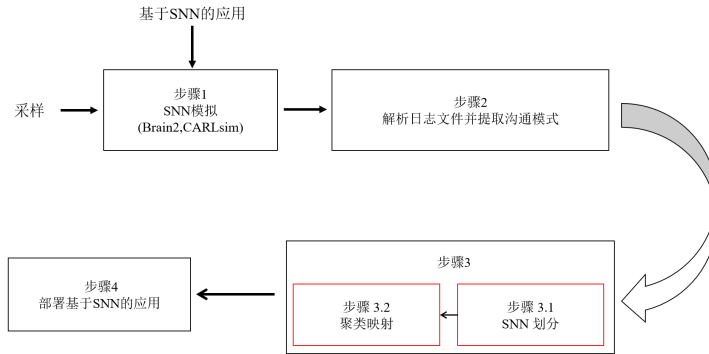 基于SNN的应用
采样
步骤1
SNN模拟
(Brain2,CARLsim)
步骤2
解析日志文件并提取沟通模式
步骤3
步骤 3.1
SNN 划分
步骤 3.2
聚类映射
步骤4
部署基于SNN的应用